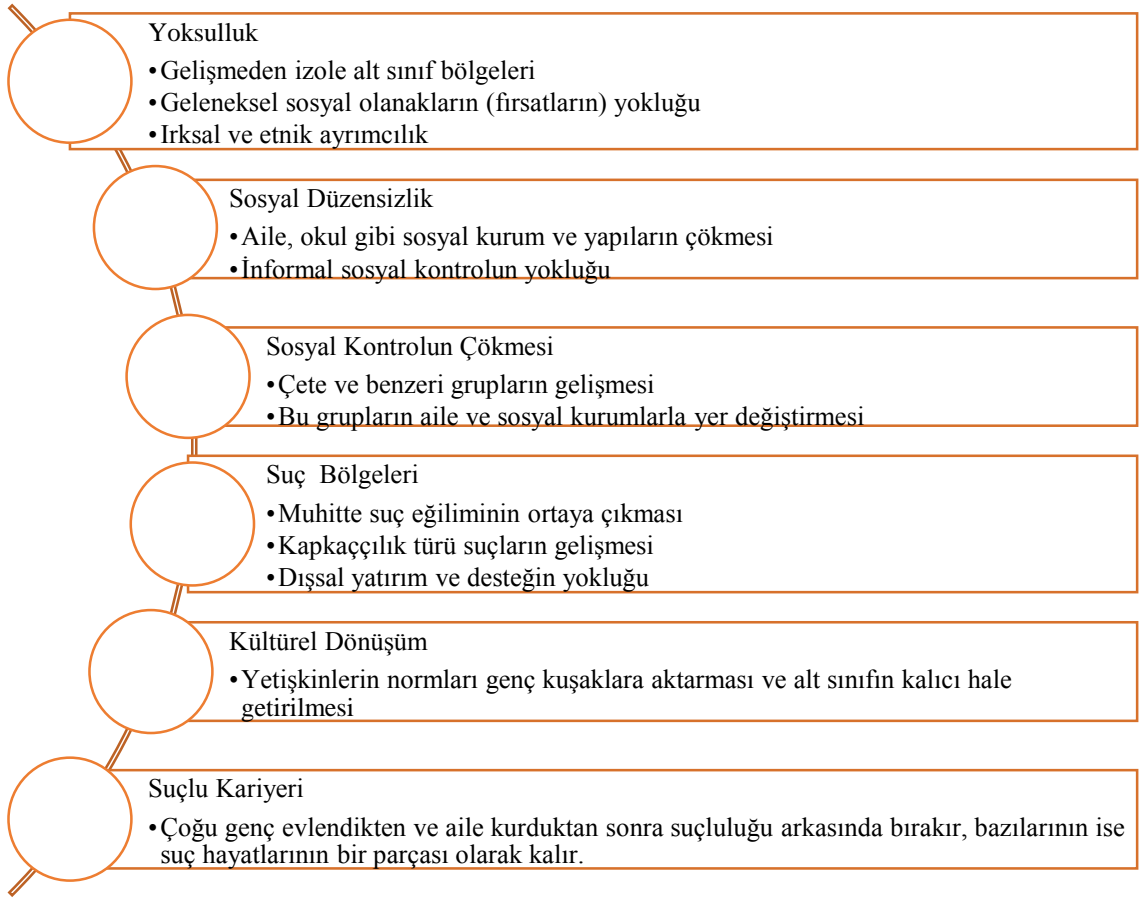 Yoksulluk
•Gelişmeden izole alt sınıf bölgeleri
•Geleneksel sosyal olanakların (fırsatların) yokluğu
•Irksal ve etnik ayrımcılık
Sosyal Düzensizlik
•Aile, okul gibi sosyal kurum ve yapıların çökmesi
•İnformal sosyal kontrolun yokluğu
Sosyal Kontrolun Çökmesi
•Çete ve benzeri grupların gelişmesi
•Bu grupların aile ve sosyal kurumlarla yer değiştirmesi
Suç Bölgeleri
•Muhitte suç eğiliminin ortaya çıkması
•Kapkaççılık türü suçların gelişmesi
•Dışsal yatırım ve desteğin yokluğu
Kültürel Dönüşüm
•Yetişkinlerin normları genç kuşaklara aktarması ve alt sınıfın kalıcı hale
getirilmesi
Suçlu Kariyeri
•Çoğu genç evlendikten ve aile kurduktan sonra suçluluğu arkasında bırakır, bazılarının ise
suç hayatlarının bir parçası olarak kalır.